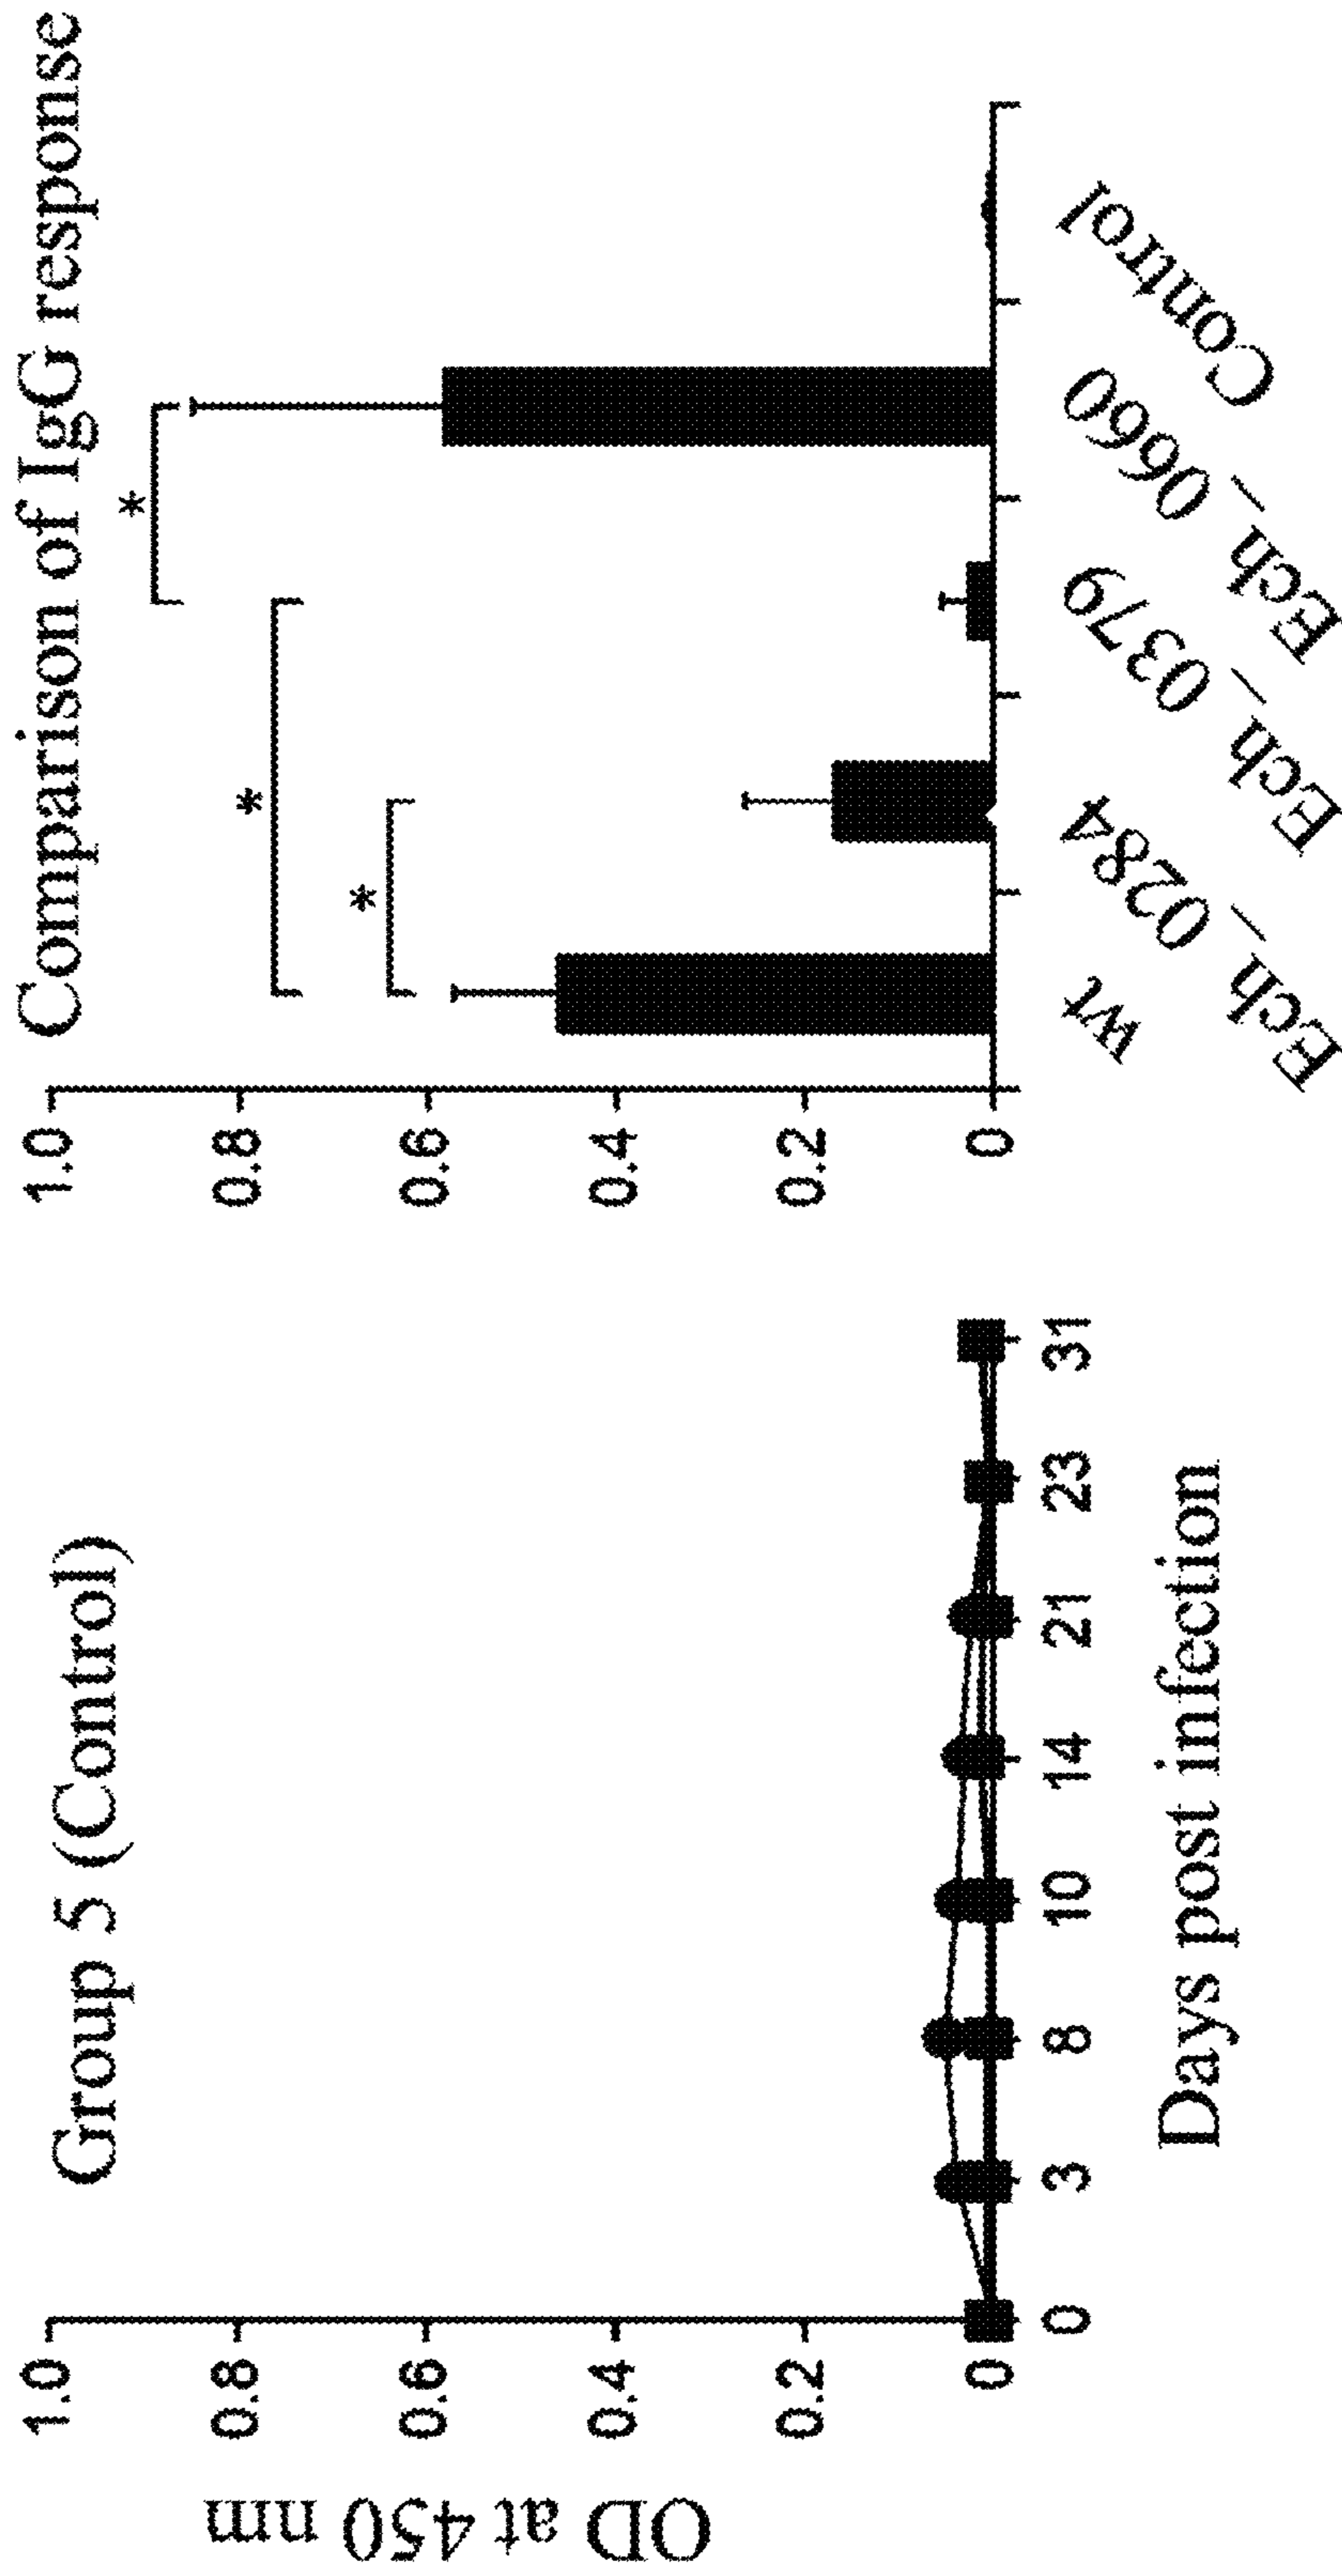 OD at 450 nm
Group 5 (Control)
1.0
0.8
0.6
0.4
0.2
0
0 3 8 10 14 21 23 31
Days post infection
Comparison of IgG response
1.0
0.8
0.6
0.4
0.2
0
*
*
*
wt
Ech_0284
Ech_0379
Ech_0660
Control